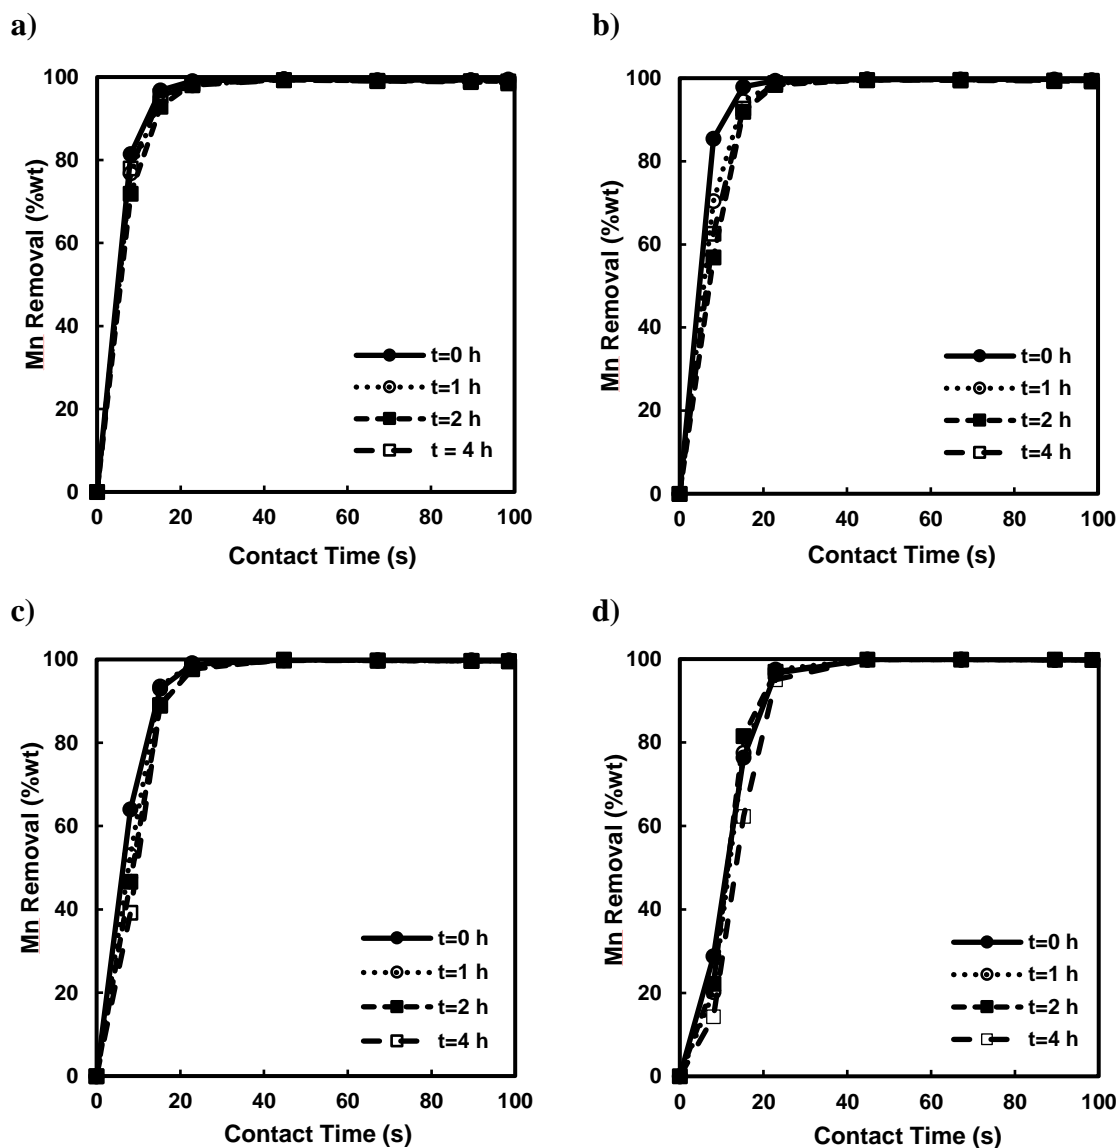 a)
100
80
60
40
20
0
Mn Removal (%wt)
t=0 h
t=1 h
t=2 h
t = 4 h
0 20 40 60 80 100
Contact Time (s)
b)
100
80
60
40
20
0
Mn Removal (%wt)
t=0 h
t=1 h
t=2 h
t=4 h
0 20 40 60 80 100
Contact Time (s)
c)
100
80
60
40
20
0
Mn Removal (%wt)
t=0 h
t=1 h
t=2 h
t=4 h
0 20 40 60 80 100
Contact Time (s)
d)
100
80
60
40
20
0
Mn Removal (%wt)
t=0 h
t=1 h
t=2 h
t=4 h
0 20 40 60 80 100
Contact Time (s)